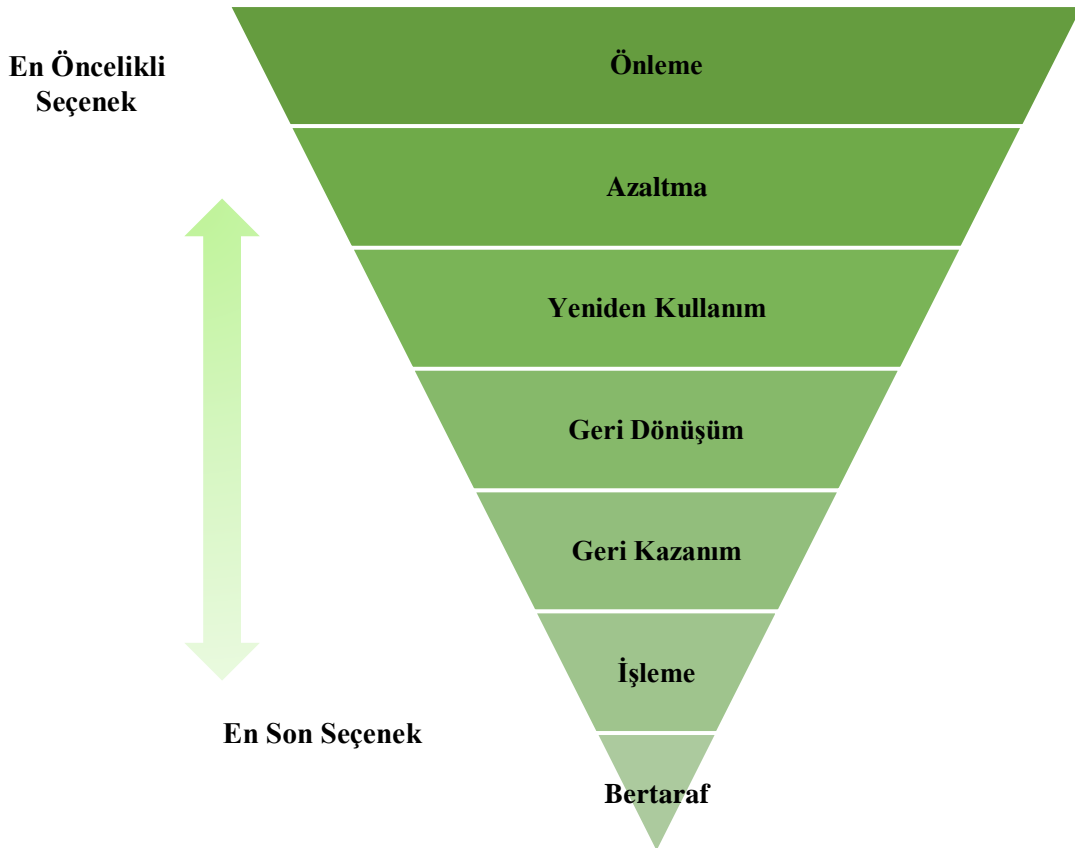 En Öncelikli
Seçenek
Önleme
Azaltma
Yeniden Kullanım
Geri Dönüşüm
Geri Kazanım
İşleme
En Son Seçenek
Bertaraf